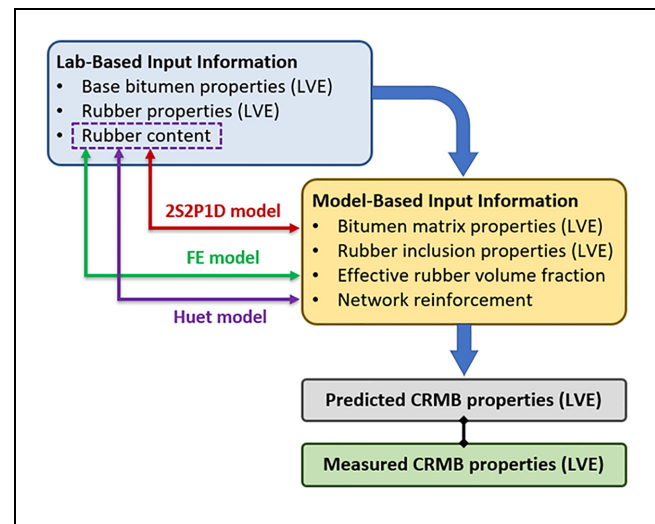 Lab-Based Input Information
• Base bitumen properties (LVE)
• Rubber properties (LVE)
• Rubber content
2S2P1D model
FE model
Huet model
Model-Based Input Information
• Bitumen matrix properties (LVE)
• Rubber inclusion properties (LVE)
• Effective rubber volume fraction
• Network reinforcement
Predicted CRMB properties (LVE)
Measured CRMB properties (LVE)